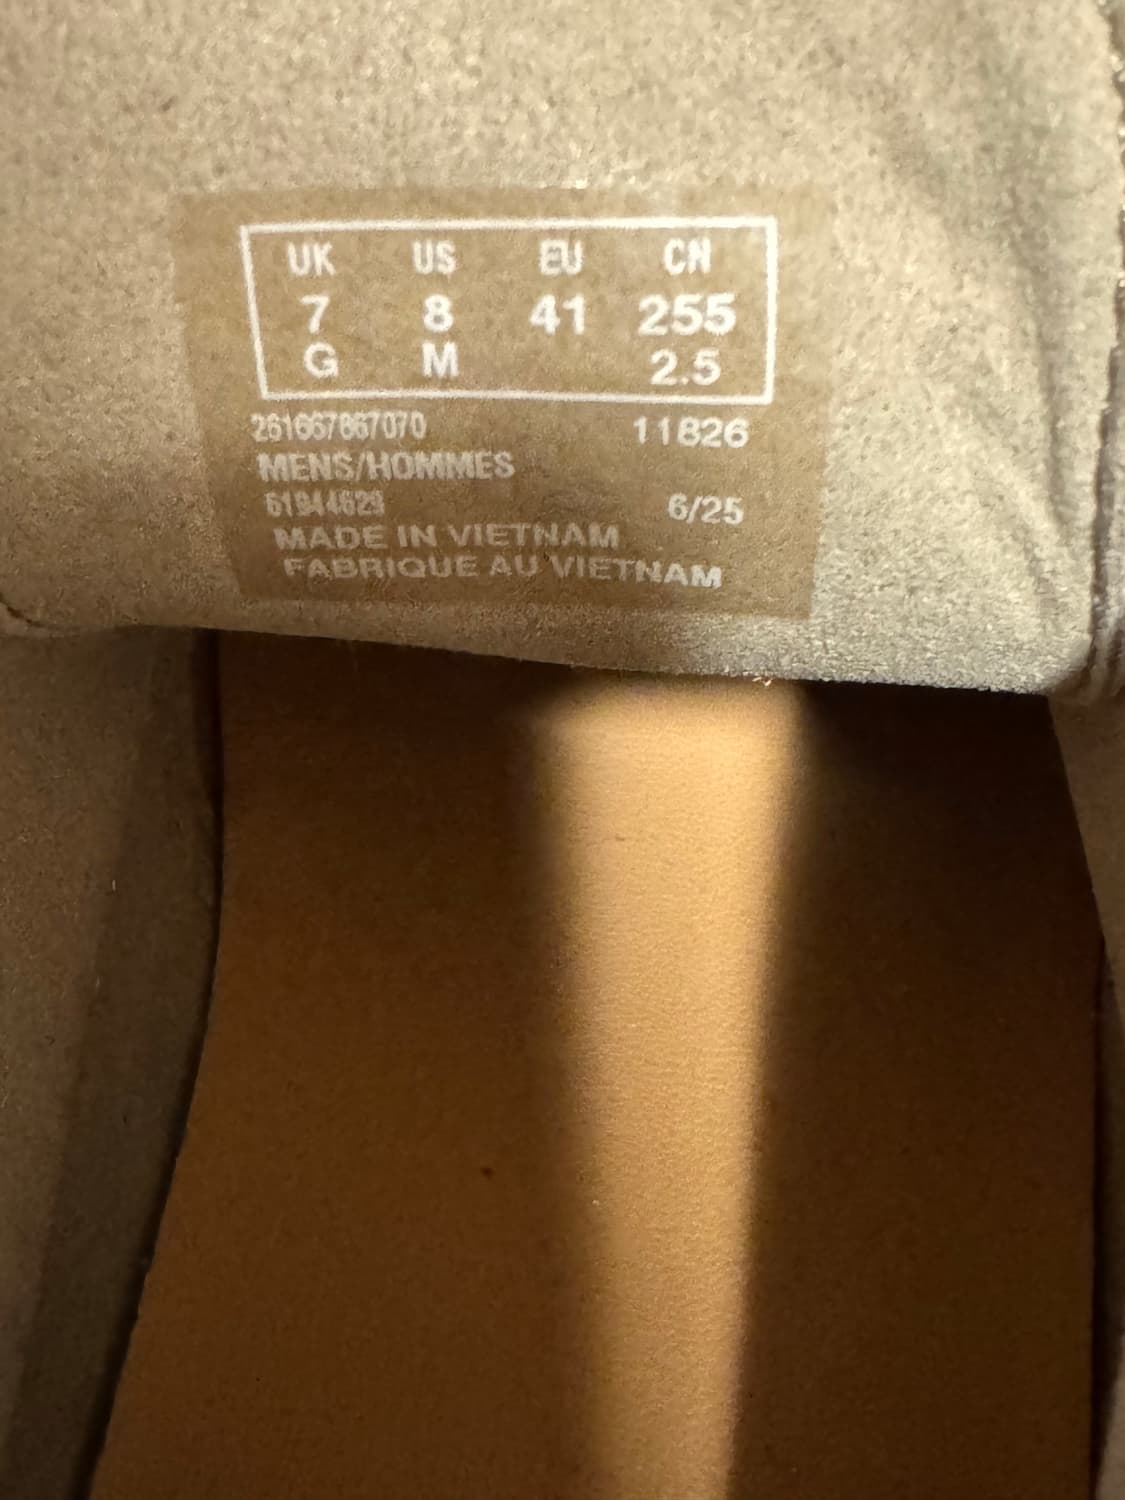 UK US EU CN
7 8 41 255
G M 2.5
261667867070 11826
MENS/HOMMES
61944629 6/25
MADE IN VIETNAM
FABRIQUE AU VIETNAM